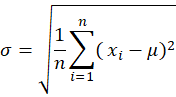 σ = √(1/n ∑_{i=1}^{n} (x_i − μ)²)